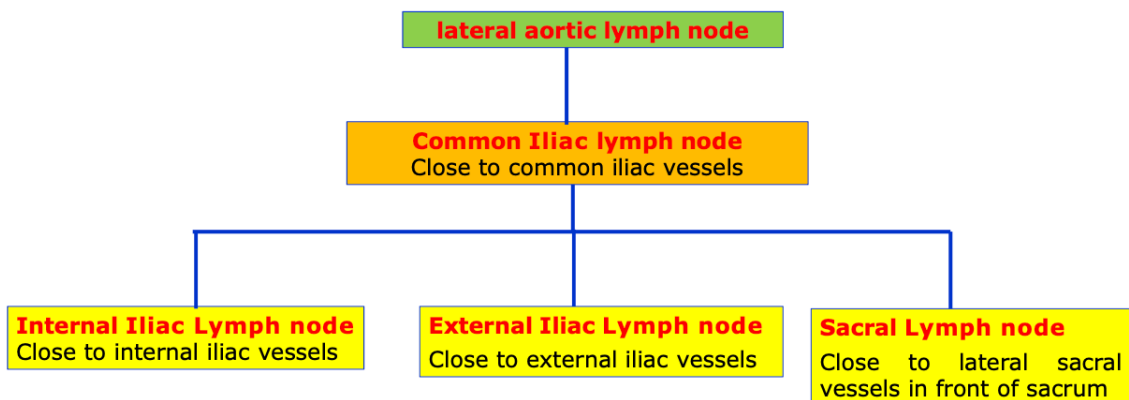 lateral aortic lymph node
Common Iliac lymph node
Close to common iliac vessels
Internal Iliac Lymph node
Close to internal iliac vessels
External Iliac Lymph node
Close to external iliac vessels
Sacral Lymph node
Close to lateral sacral
vessels in front of sacrum